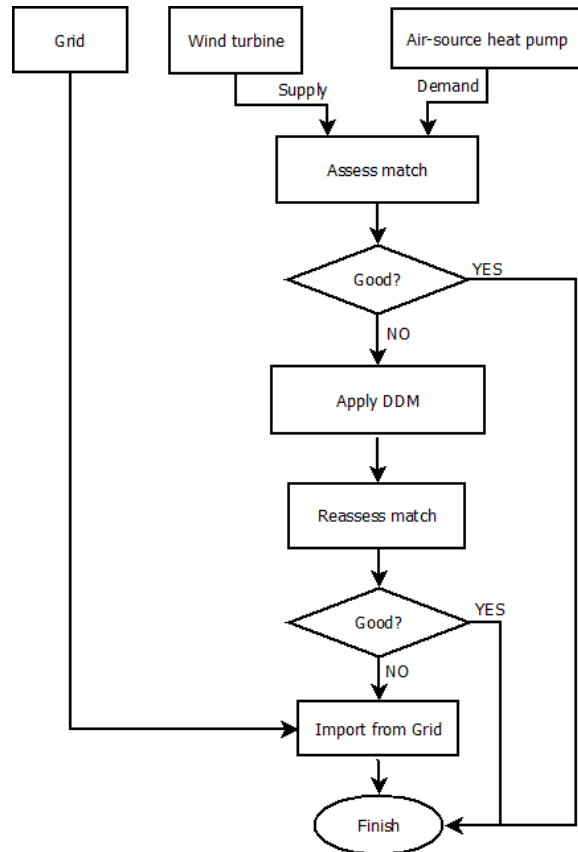 Grid
Wind turbine
Air-source heat pump
Supply
Demand
Assess match
Good?
YES
NO
Apply DDM
Reassess match
Good?
YES
NO
Import from Grid
Finish